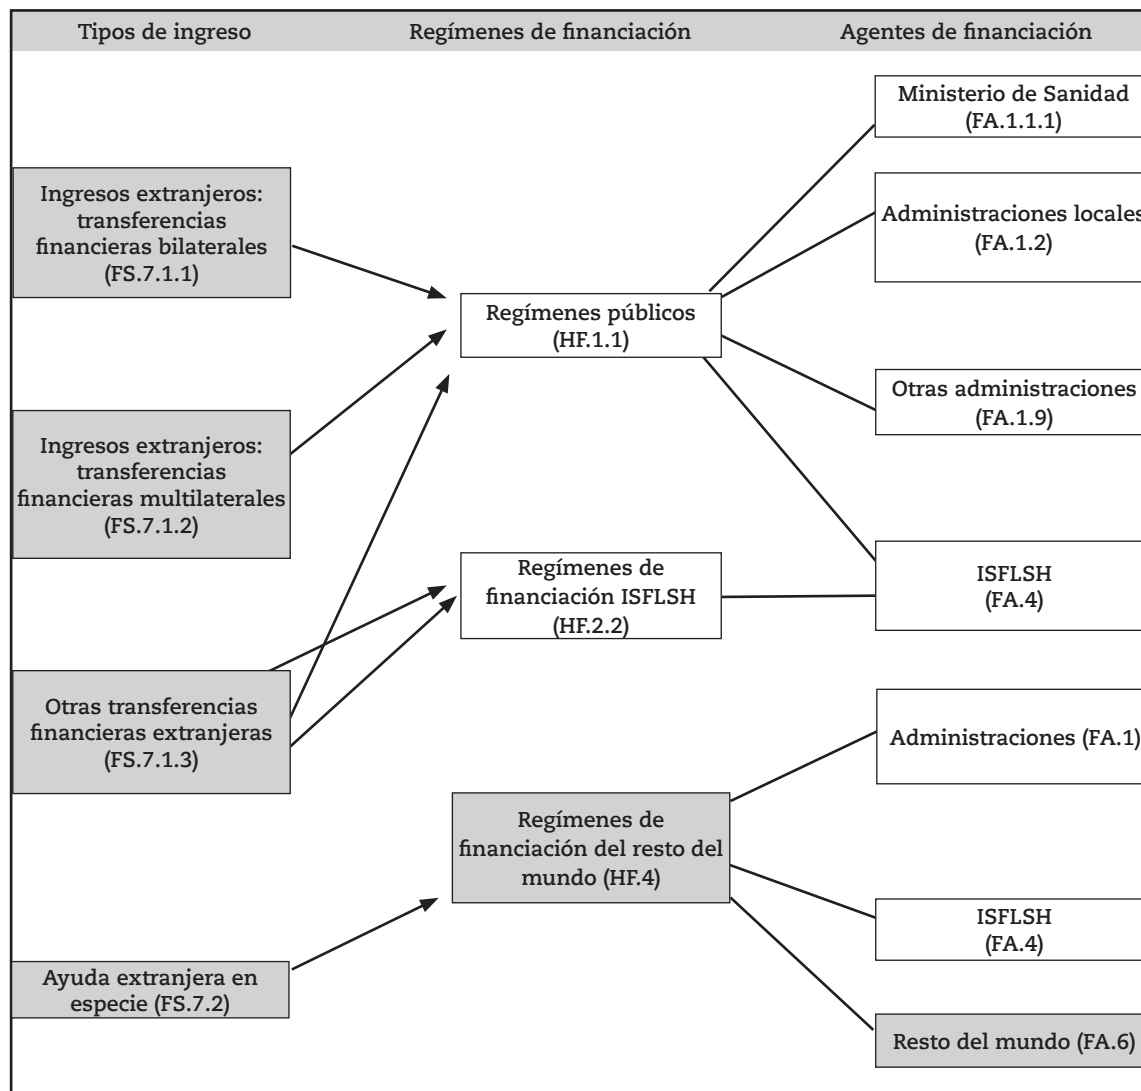 Tipos de ingreso
Regímenes de financiación
Agentes de financiación
Ingresos extranjeros:
transferencias
financieras bilaterales
(FS.7.1.1)
Ingresos extranjeros:
transferencias
financieras multilaterales
(FS.7.1.2)
Otras transferencias
financieras extranjeras
(FS.7.1.3)
Ayuda extranjera en
especie (FS.7.2)
Regímenes públicos
(HF.1.1)
Regímenes de
financiación ISFLSH
(HF.2.2)
Regímenes de
financiación del resto del
mundo (HF.4)
Ministerio de Sanidad
(FA.1.1.1)
Administraciones locales
(FA.1.2)
Otras administraciones
(FA.1.9)
ISFLSH
(FA.4)
Administraciones (FA.1)
ISFLSH
(FA.4)
Resto del mundo (FA.6)